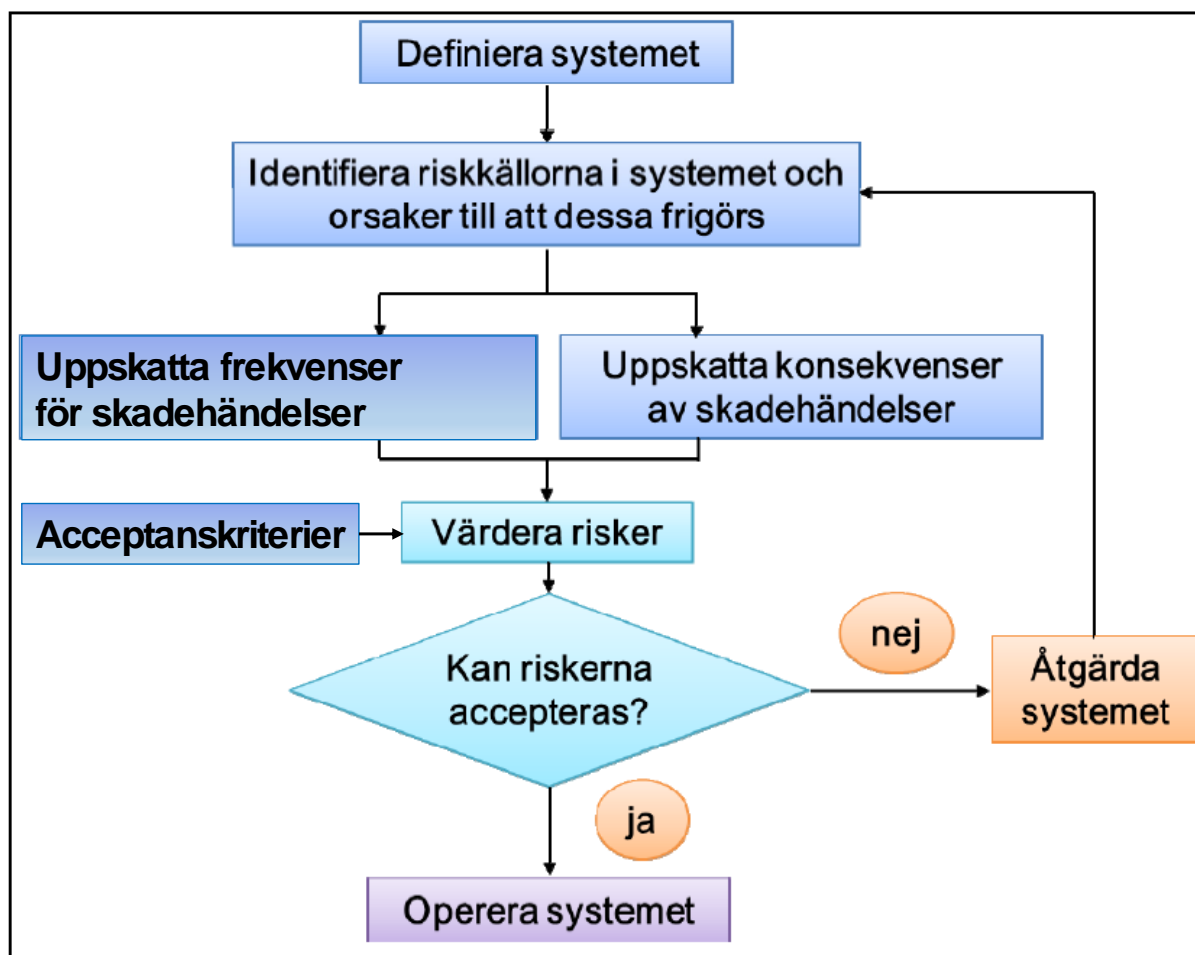 Definiera systemet
Identifiera riskkällorna i systemet och
orsaker till att dessa frigörs
Uppskatta frekvenser
för skadehändelser
Uppskatta konsekvenser
av skadehändelser
Acceptanskriterier
Värdera risker
Kan riskerna
accepteras?
nej
Åtgärda
systemet
ja
Operera systemet